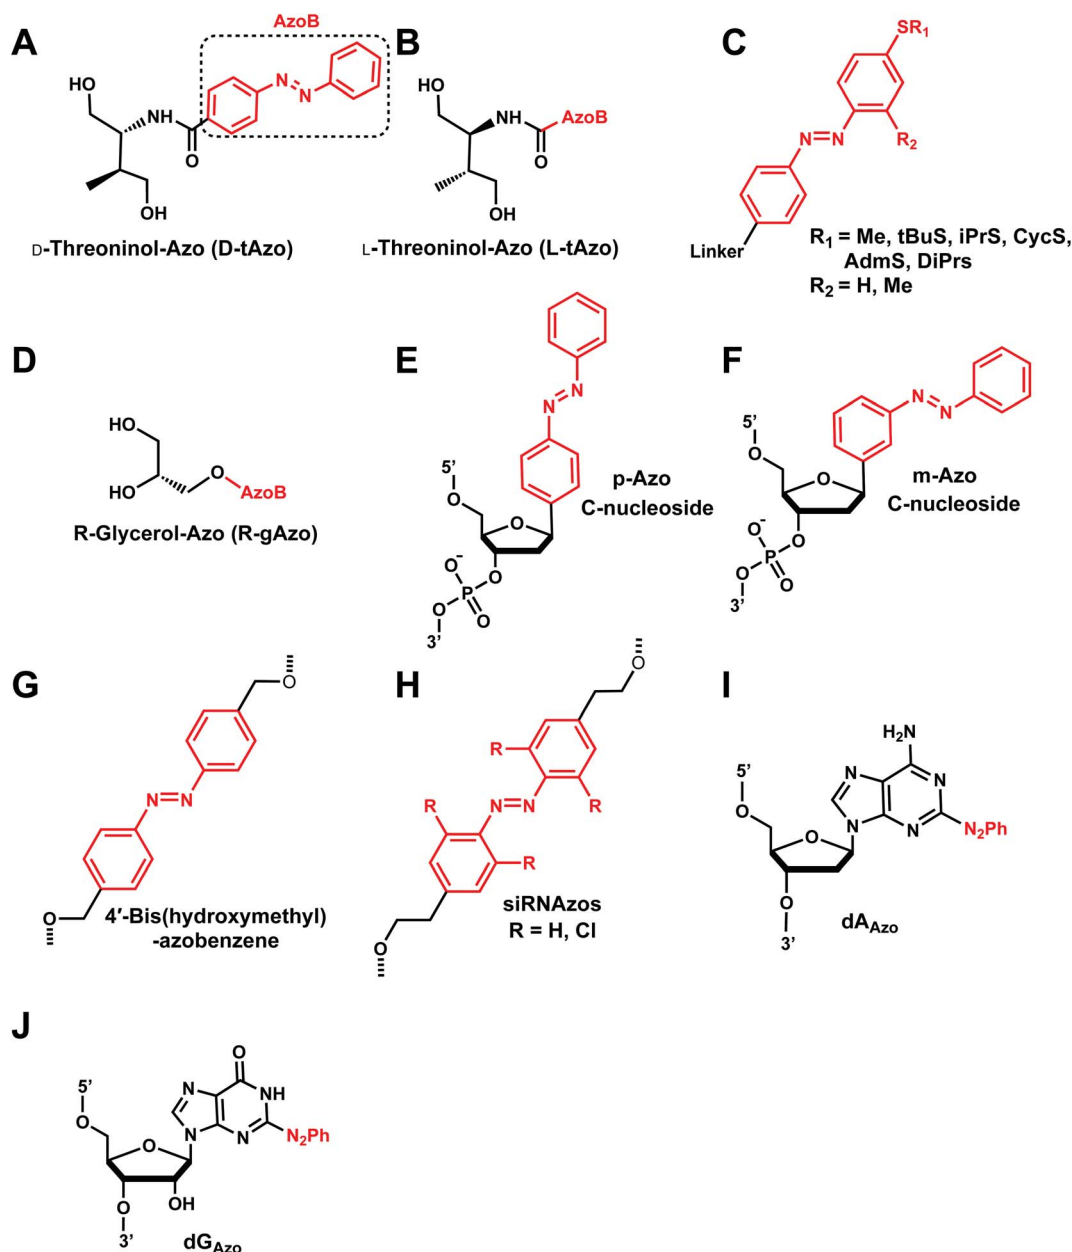 A
AzoB
HO
NH
N
N
O
OH
D-Threoninol-Azo (D-tAzo)
B
HO
NH
AzoB
O
OH
L-Threoninol-Azo (L-tAzo)
C
SR1
N=N
R2
Linker
R1 = Me, tBuS, iPrS, CycS,
AdmS, DiPrs
R2 = H, Me
D
HO
HO
O
AzoB
R-Glycerol-Azo (R-gAzo)
E
N
N
5’
O
O
O−
P
O
O
O
3’
p-Azo
C-nucleoside
F
N
N
5’
O
O
O−
O
P
O
O
3’
m-Azo
C-nucleoside
G
O
N=N
O
4′-Bis(hydroxymethyl)
-azobenzene
H
O
R
R
R
N=N
R
O
siRNAzos
R = H, Cl
I
H2N
5’
N
N
O
O
N
N
N2Ph
O
3’
dAAzo
J
O
5’
N
NH
O
O
N
N
N2Ph
O
OH
3’
dGAzo